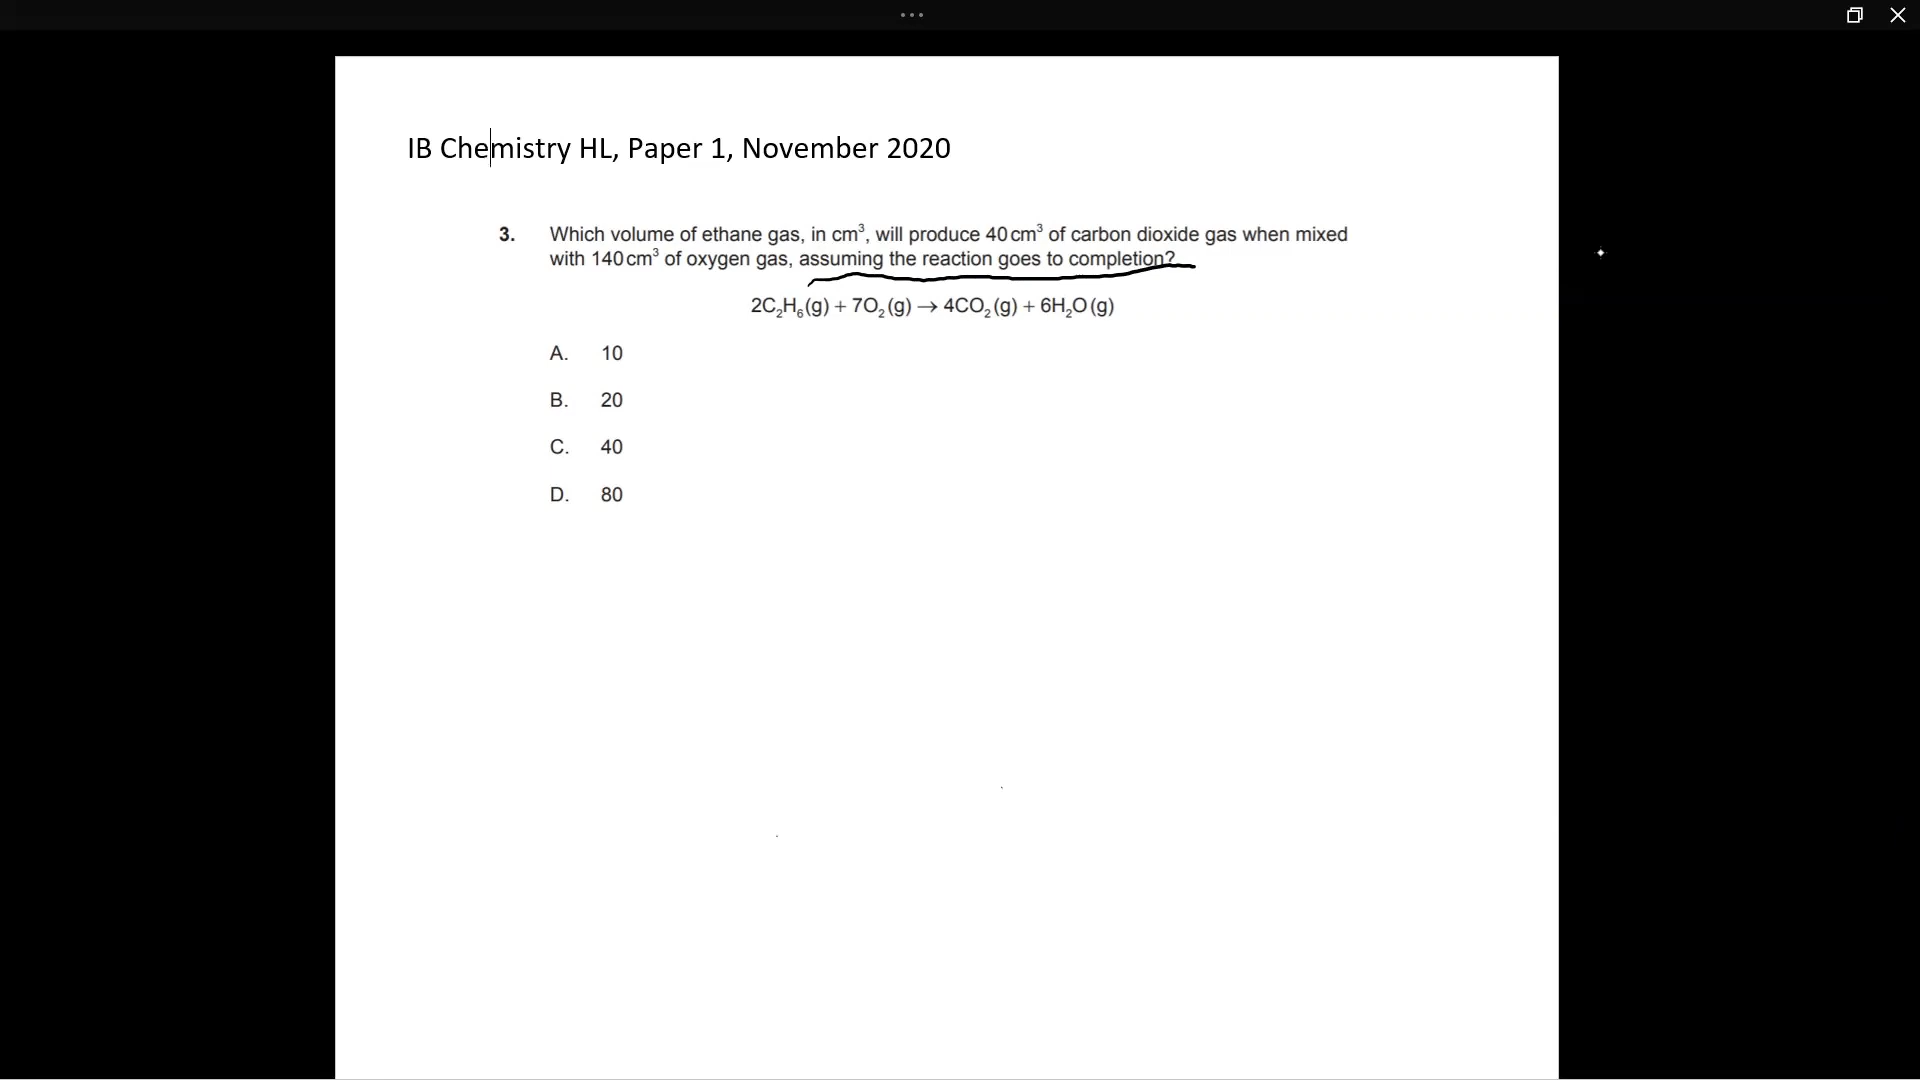 IB Chemistry HL, Paper 1, November 2020
3. Which volume of ethane gas, in cm³, will produce 40 cm³ of carbon dioxide gas when mixed
with 140 cm³ of oxygen gas, assuming the reaction goes to completion?
2C₂H₆(g) + 7O₂(g) → 4CO₂(g) + 6H₂O(g)
A. 10
B. 20
C. 40
D. 80